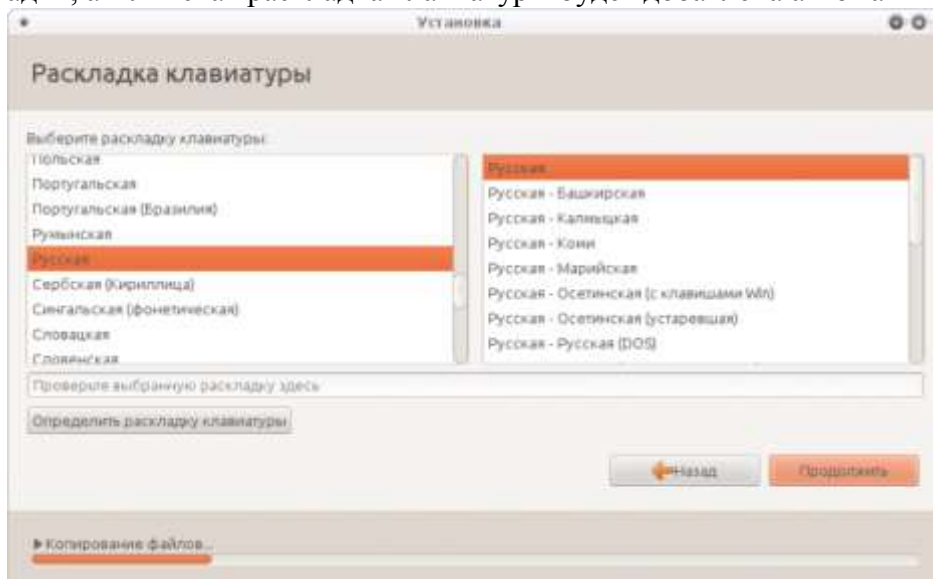 Установка
Раскладка клавиатуры
Выберите раскладку клавиатуры:
Польская
Португальская
Португальская (Бразилия)
Румынская
Русская
Сербская (Кириллица)
Сингальская (фонетическая)
Словацкая
Словенская
Русская
Русская - Башкирская
Русская - Калмыцкая
Русская - Коми
Русская - Марийская
Русская - Осетинская (с клавишами Win)
Русская - Осетинская (устаревшая)
Русская - Русская (DOS)
Проверьте выбранную раскладку здесь
Определить раскладку клавиатуры
Назад
Продолжить
Копирование файлов...